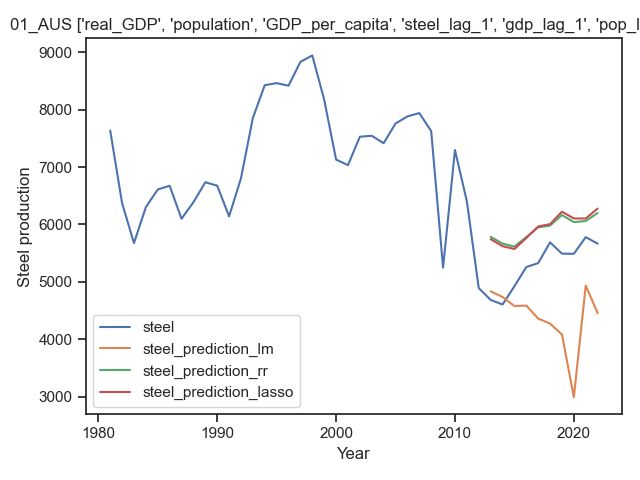 01_AUS ['real_GDP', 'population', 'GDP_per_capita', 'steel_lag_1', 'gdp_lag_1', 'pop_l
9000
8000
7000
6000
5000
4000
3000
Steel production
steel
steel_prediction_lm
steel_prediction_rr
steel_prediction_lasso
1980
1990
2000
2010
2020
Year